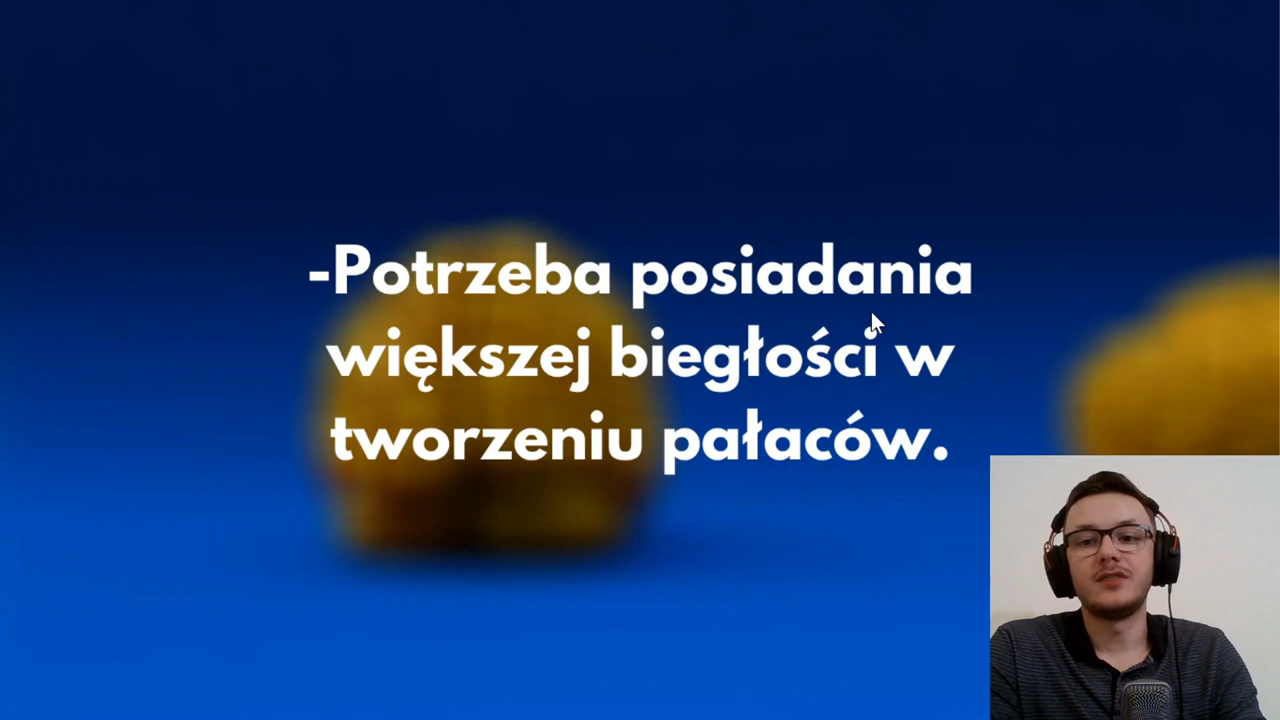 -Potrzeba posiadania
większej biegłości w
tworzeniu pałaców.